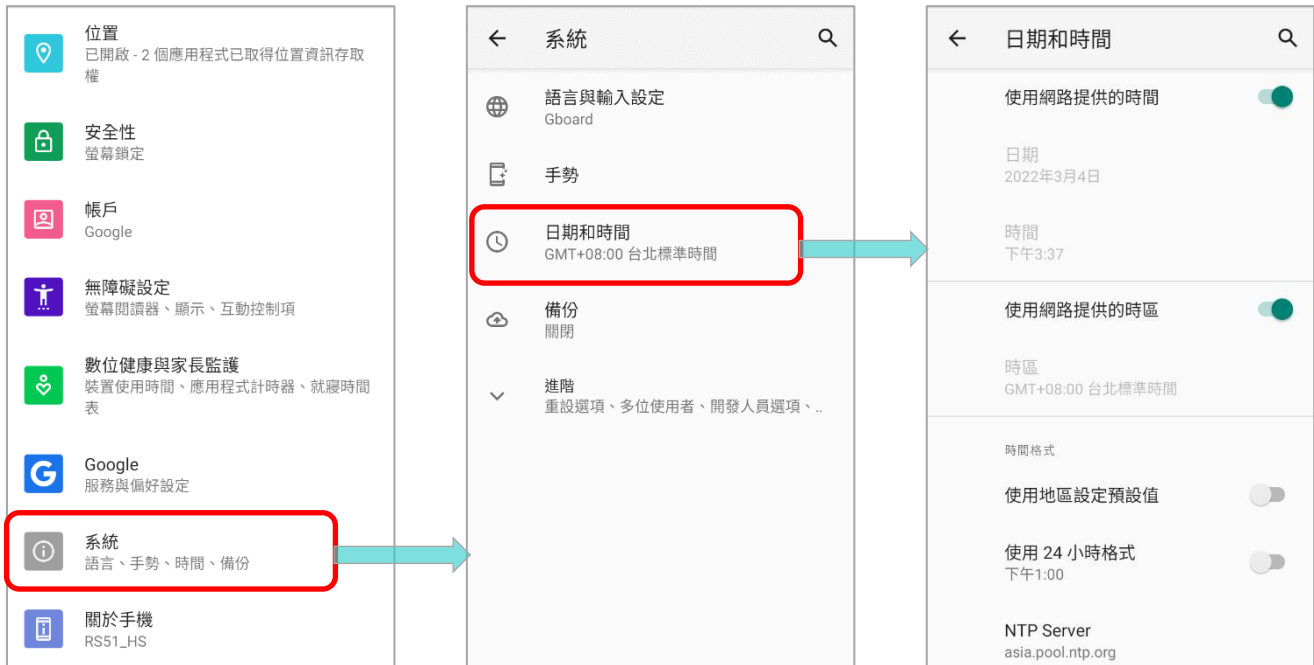 位置
已開啟 - 2 個應用程式已取得位置資訊存取
權
安全性
螢幕鎖定
帳戶
Google
無障礙設定
螢幕閱讀器、顯示、互動控制項
數位健康與家長監護
裝置使用時間、應用程式計時器、就寢時間
表
Google
服務與偏好設定
系統
語言、手勢、時間、備份
關於手機
RS51_HS
系統
語言與輸入設定
Gboard
手勢
日期和時間
GMT+08:00 台北標準時間
備份
關閉
進階
重設選項、多位使用者、開發人員選項、..
日期和時間
使用網路提供的時間
日期
2022年3月4日
時間
下午3:37
使用網路提供的時區
時區
GMT+08:00 台北標準時間
時間格式
使用地區設定預設值
使用 24 小時格式
下午1:00
NTP Server
asia.pool.ntp.org